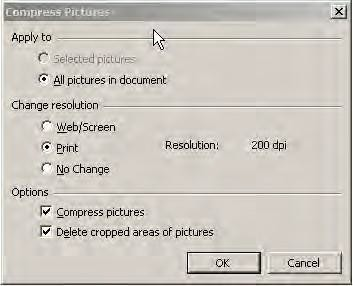 Compress Pictures
Apply to
Selected pictures
All pictures in document
Change resolution
Web/Screen
Print Resolution: 200 dpi
No Change
Options
Compress pictures
Delete cropped areas of pictures
OK Cancel